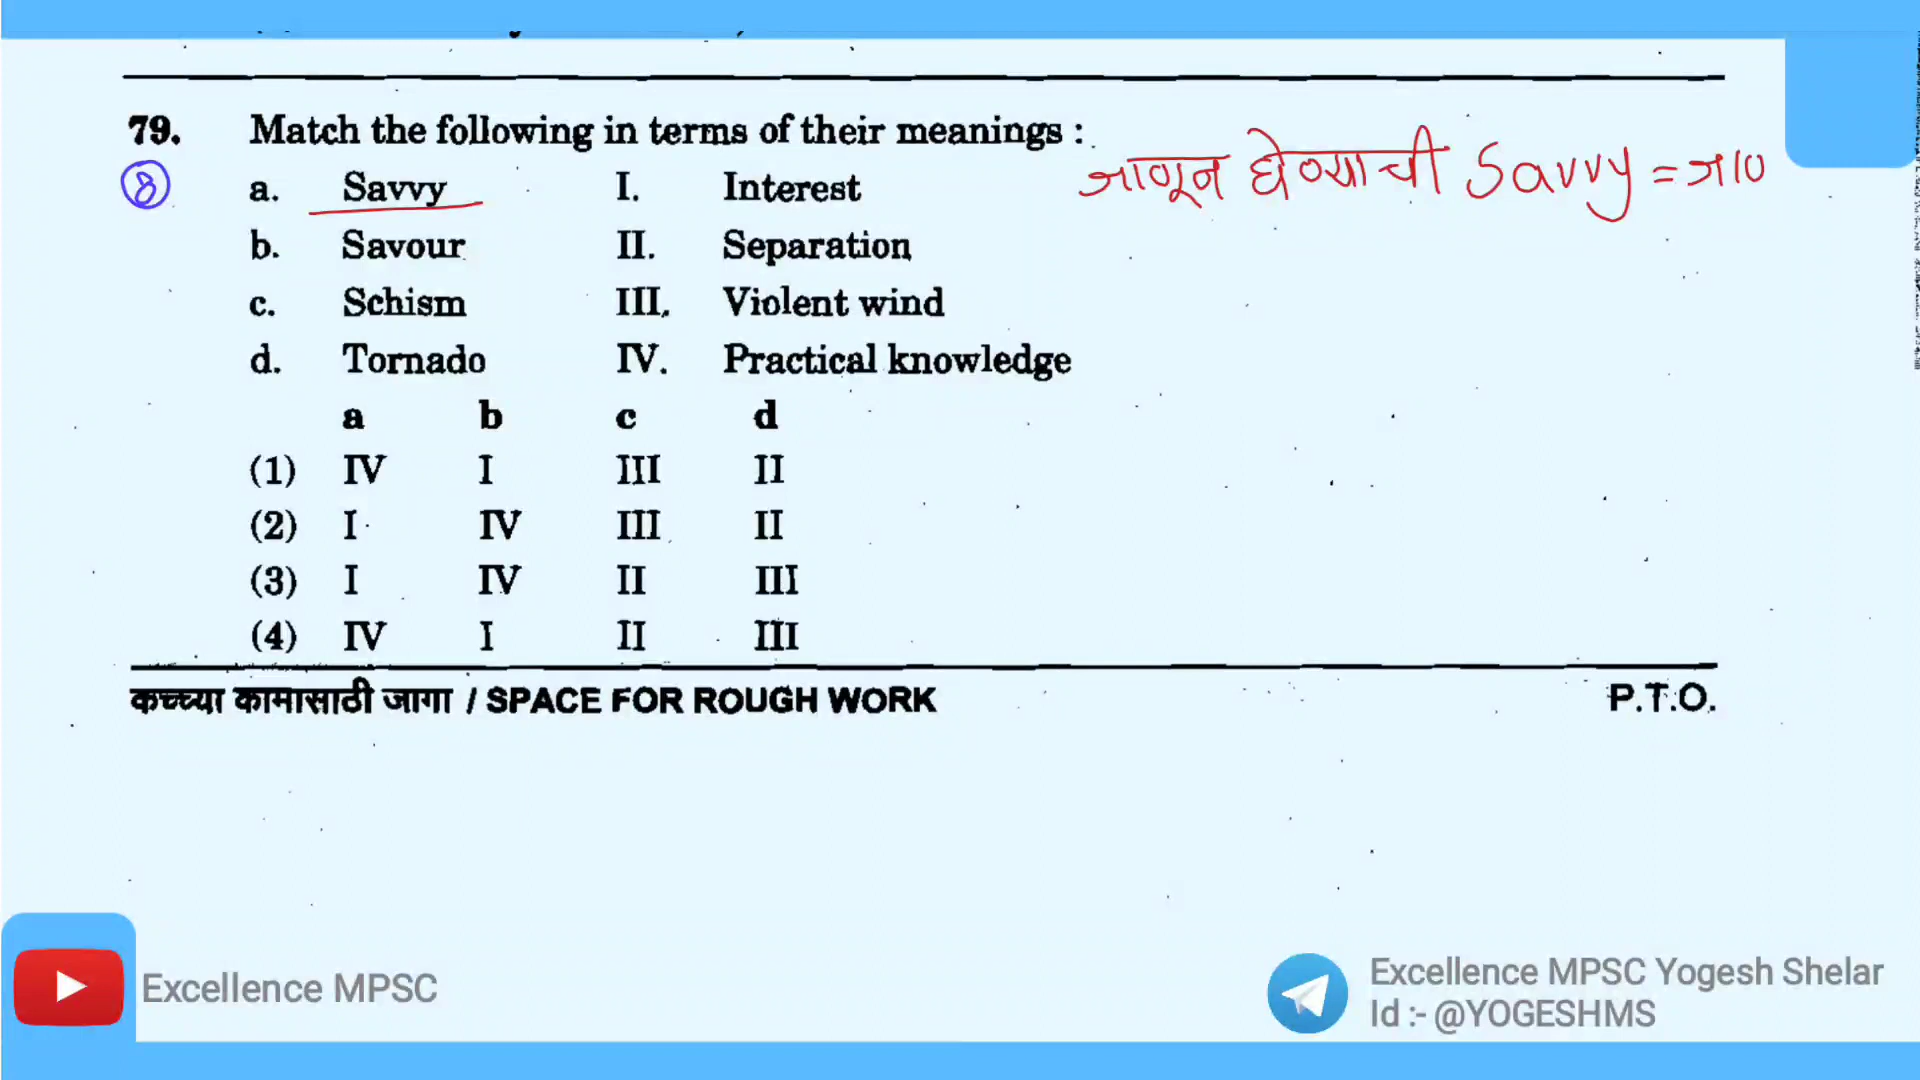 79. Match the following in terms of their meanings :
8 a. Savvy I. Interest
जाणून घेण्याची Savvy =
b. Savour II. Separation
c. Schism III. Violent wind
d. Tornado IV. Practical knowledge
a b c d
(1) IV I III II
(2) I IV III II
(3) I IV II III
(4) IV I II III
कच्च्या कामासाठी जागा / SPACE FOR ROUGH WORK P.T.O.
Excellence MPSC
Excellence MPSC Yogesh Shelar
Id :- @YOGESHMS